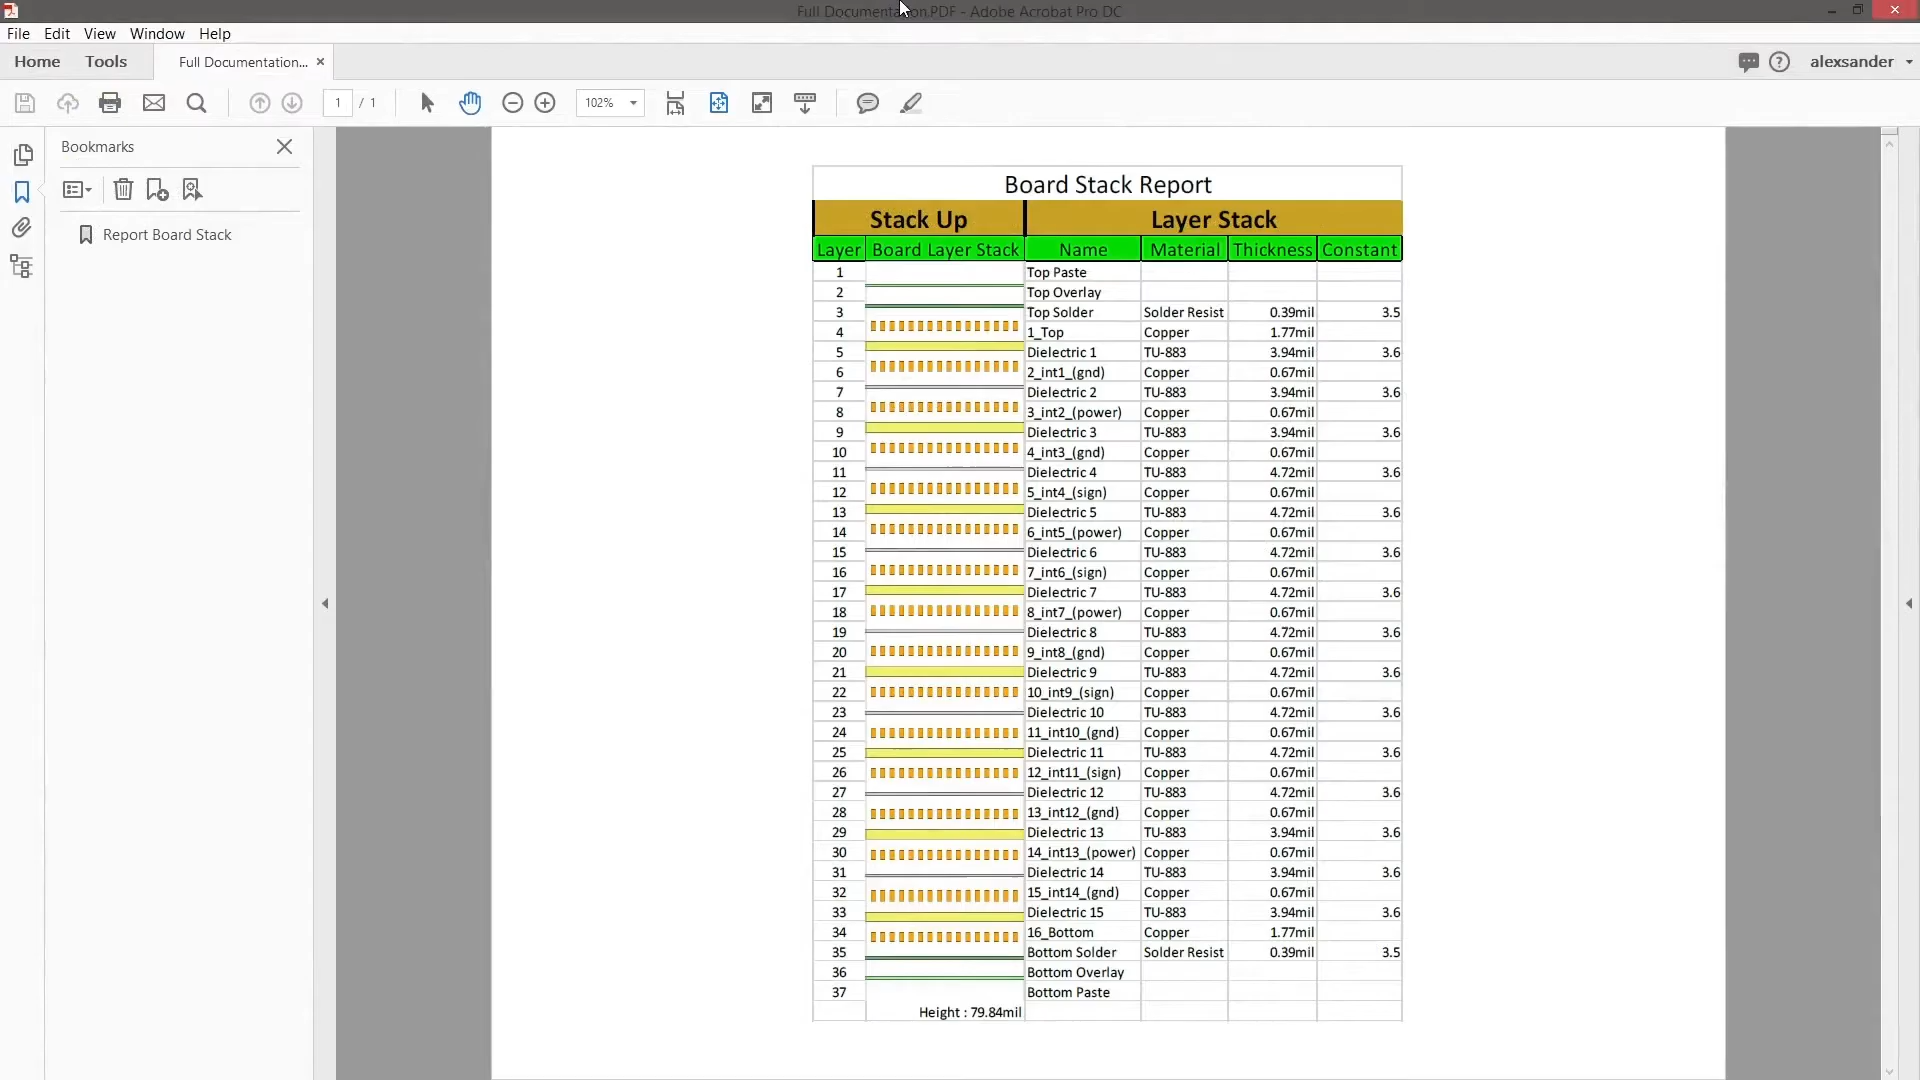 Full Documentation.PDF - Adobe Acrobat Pro DC
File Edit View Window Help
Home Tools Full Documentation... alexsander
1 / 1 102%
Bookmarks
Report Board Stack
Board Stack Report
Stack Up Layer Stack
Layer Board Layer Stack Name Material Thickness Constant
1 Top Paste
2 Top Overlay
3 Top Solder Solder Resist 0.39mil 3.5
4 1_Top Copper 1.77mil
5 Dielectric 1 TU-883 3.94mil 3.6
6 2_int1_(gnd) Copper 0.67mil
7 Dielectric 2 TU-883 3.94mil 3.6
8 3_int2_(power) Copper 0.67mil
9 Dielectric 3 TU-883 3.94mil 3.6
10 4_int3_(gnd) Copper 0.67mil
11 Dielectric 4 TU-883 4.72mil 3.6
12 5_int4_(sign) Copper 0.67mil
13 Dielectric 5 TU-883 4.72mil 3.6
14 6_int5_(power) Copper 0.67mil
15 Dielectric 6 TU-883 4.72mil 3.6
16 7_int6_(sign) Copper 0.67mil
17 Dielectric 7 TU-883 4.72mil 3.6
18 8_int7_(power) Copper 0.67mil
19 Dielectric 8 TU-883 4.72mil 3.6
20 9_int8_(gnd) Copper 0.67mil
21 Dielectric 9 TU-883 4.72mil 3.6
22 10_int9_(sign) Copper 0.67mil
23 Dielectric 10 TU-883 4.72mil 3.6
24 11_int10_(gnd) Copper 0.67mil
25 Dielectric 11 TU-883 4.72mil 3.6
26 12_int11_(sign) Copper 0.67mil
27 Dielectric 12 TU-883 4.72mil 3.6
28 13_int12_(gnd) Copper 0.67mil
29 Dielectric 13 TU-883 3.94mil 3.6
30 14_int13_(power) Copper 0.67mil
31 Dielectric 14 TU-883 3.94mil 3.6
32 15_int14_(gnd) Copper 0.67mil
33 Dielectric 15 TU-883 3.94mil 3.6
34 16_Bottom Copper 1.77mil
35 Bottom Solder Solder Resist 0.39mil 3.5
36 Bottom Overlay
37 Bottom Paste
Height : 79.84mil